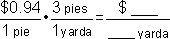 $0.94/1 pie · 3 pies/1 yarda = $ ___/___ yarda